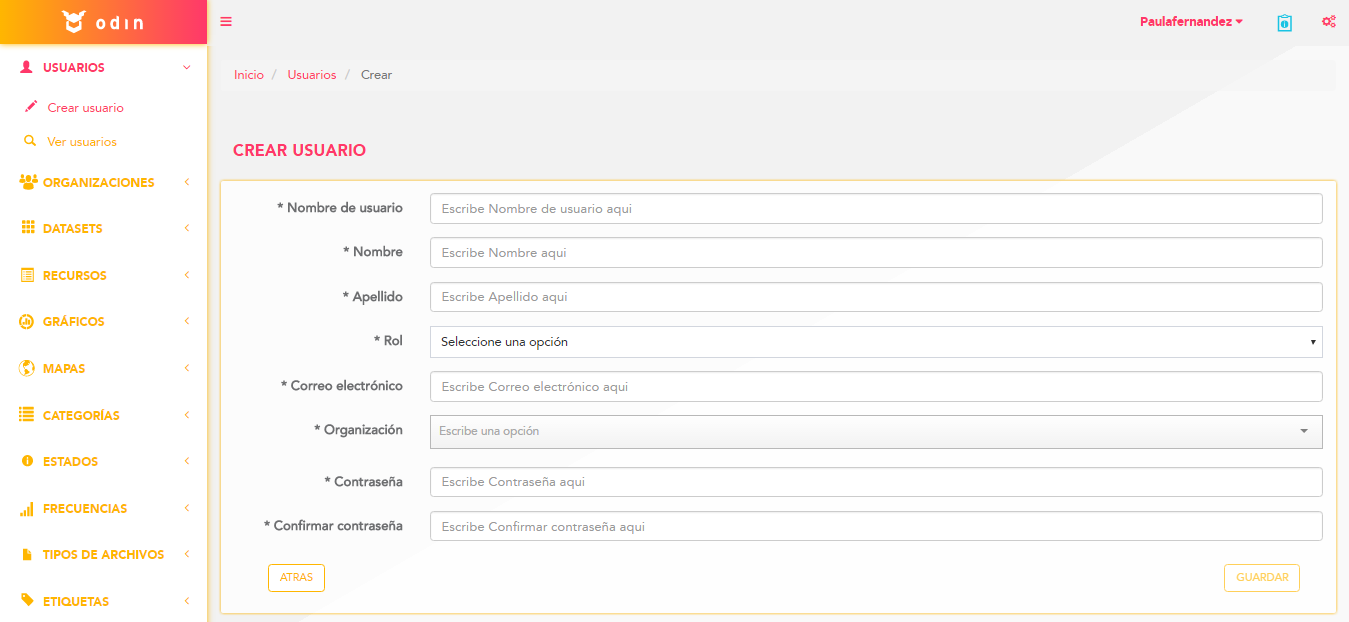 odin
Paulafernandez
USUARIOS
Crear usuario
Ver usuarios
ORGANIZACIONES
DATASETS
RECURSOS
GRÁFICOS
MAPAS
CATEGORÍAS
ESTADOS
FRECUENCIAS
TIPOS DE ARCHIVOS
ETIQUETAS
Inicio / Usuarios / Crear
CREAR USUARIO
* Nombre de usuario Escribe Nombre de usuario aqui
* Nombre Escribe Nombre aqui
* Apellido Escribe Apellido aqui
* Rol Seleccione una opción
* Correo electrónico Escribe Correo electrónico aqui
* Organización Escribe una opción
* Contraseña Escribe Contraseña aqui
* Confirmar contraseña Escribe Confirmar contraseña aqui
ATRAS GUARDAR